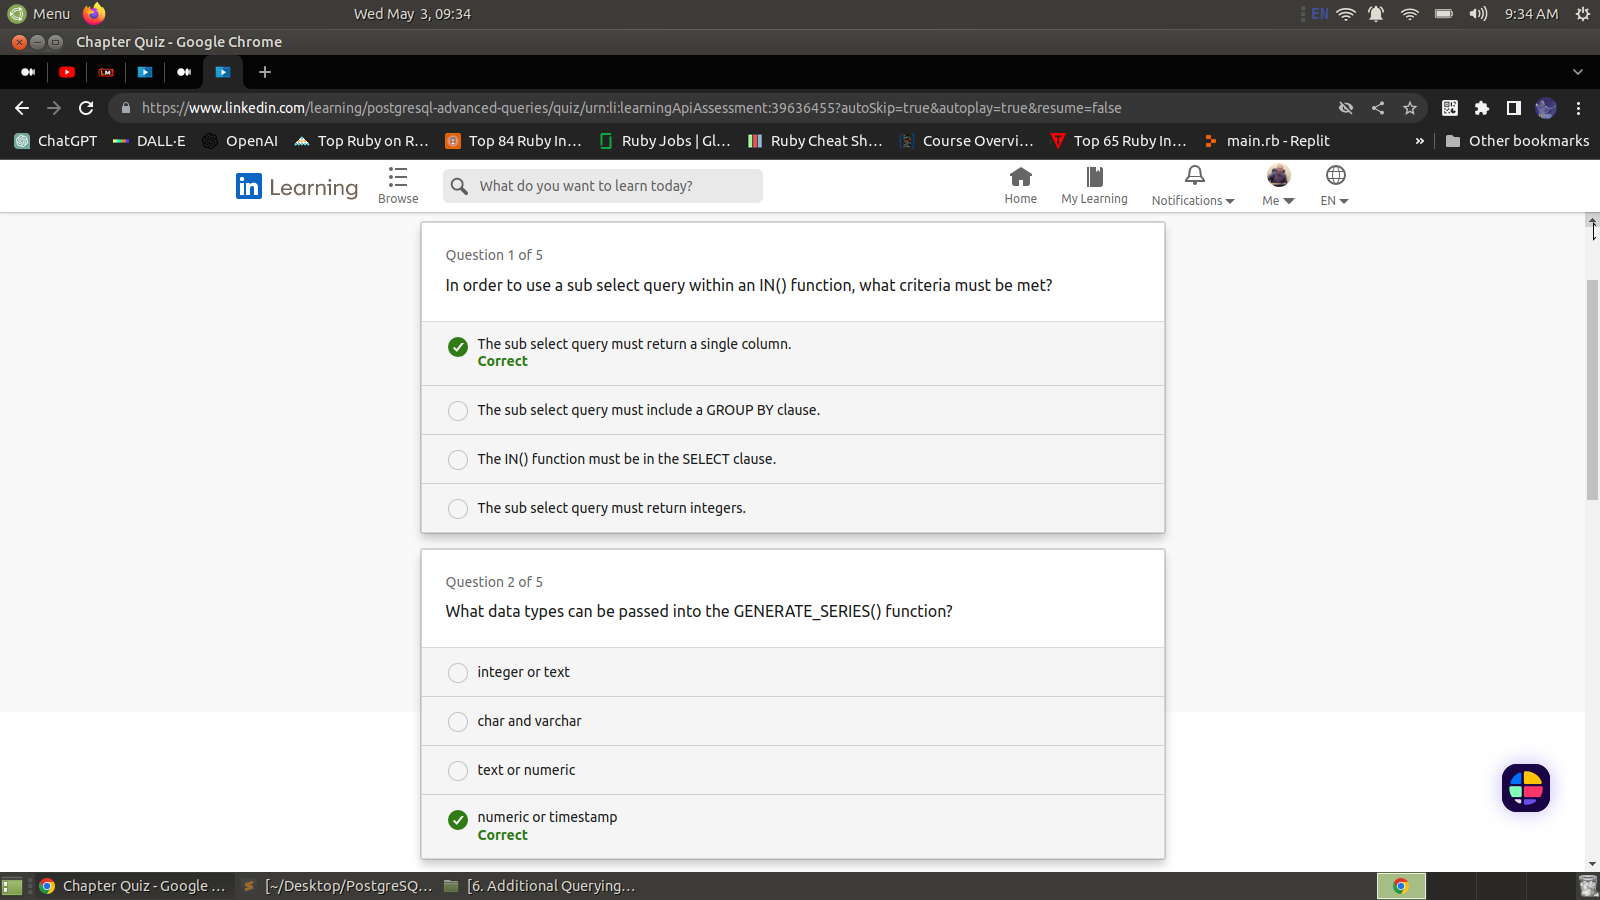 Menu
Wed May 3, 09:34
EN
9:34 AM
Chapter Quiz - Google Chrome
LM
https://www.linkedin.com/learning/postgresql-advanced-queries/quiz/urn:li:learningApiAssessment:39636455?autoSkip=true&autoplay=true&resume=false
ChatGPT
DALL·E
OpenAI
Top Ruby on R...
Top 84 Ruby In...
Ruby Jobs | Gl...
Ruby Cheat Sh...
Course Overvi...
Top 65 Ruby In...
main.rb - Replit
»
Other bookmarks
in Learning
Browse
What do you want to learn today?
Home
My Learning
Notifications
Me
EN
Question 1 of 5
In order to use a sub select query within an IN() function, what criteria must be met?
The sub select query must return a single column.
Correct
The sub select query must include a GROUP BY clause.
The IN() function must be in the SELECT clause.
The sub select query must return integers.
Question 2 of 5
What data types can be passed into the GENERATE_SERIES() function?
integer or text
char and varchar
text or numeric
numeric or timestamp
Correct
Chapter Quiz - Google ...
[~/Desktop/PostgreSQ...
[6. Additional Querying...